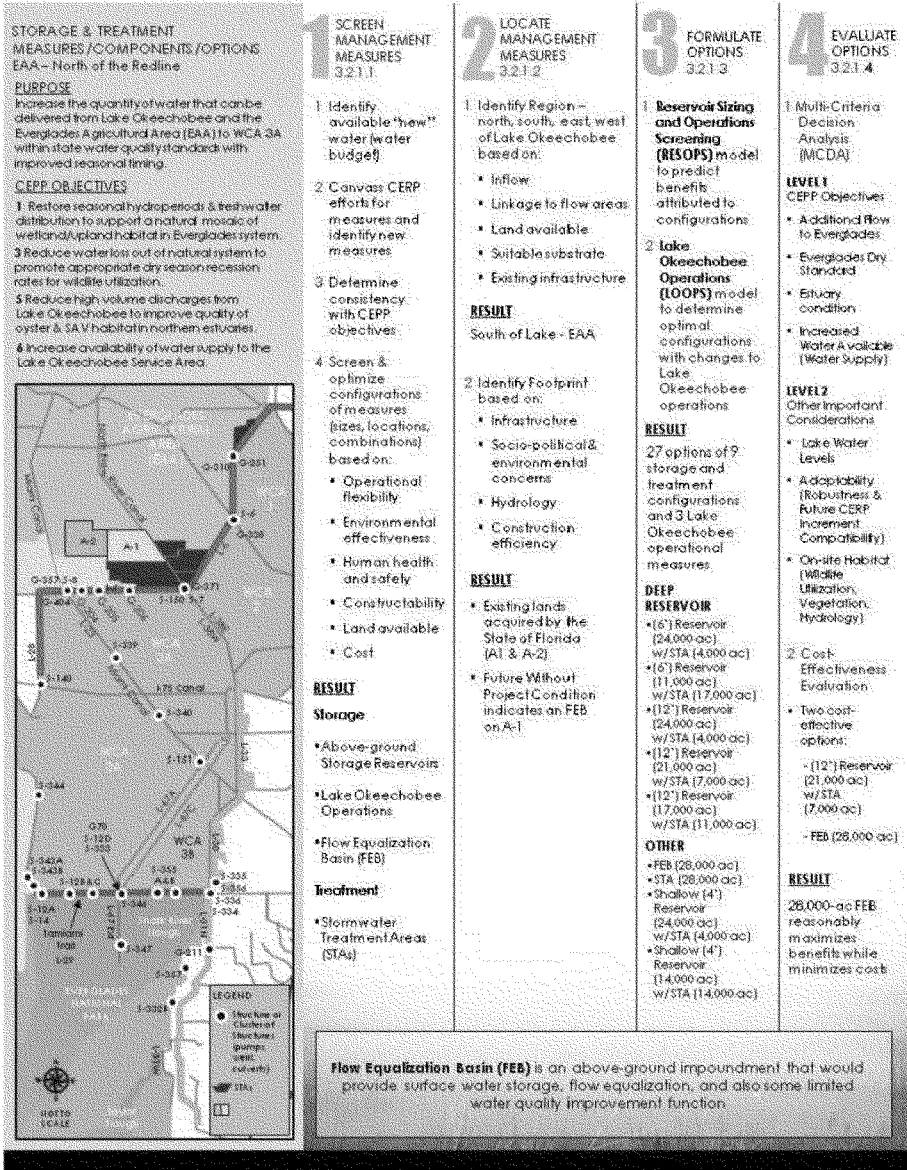 STORAGE & TREATMENT
MEASURES/COMPONENTS/OPTIONS
EAA – North of the Redline
PURPOSE
Increase the quantity of water that can be
delivered from Lake Okeechobee and the
Everglades Agricultural Area (EAA) to WCA 3A
within state water quality standards with
improved seasonal timing.
CEPP OBJECTIVES
1 Restore seasonal hydroperiods & freshwater
distribution to support a natural mosaic of
wetland/upland habitat in Everglades system.
3 Reduce water loss out of natural system to
promote appropriate dry season recession
rates for wildlife utilization.
5 Reduce high volume discharges from
Lake Okeechobee to improve quality of
oyster & SAV habitat in northern estuaries.
6 Increase availability of water supply to the
Lake Okeechobee Service Area.
G-251
G-310
S-6
G-338
A-2
A-1
G-357
S-8
G-404
G-371
S-150
S-7
S-339
S-140
I-75 Canal
S-340
S-151
S-344
L-67A
WCA
3B
G-70
S-12D
S-333
S-343A
S-343B
S-12B&C
S-355
A&B
S-12A
S-14
S-346
S-335
S-336
S-334
Tamiami
Trail
L-29
S-347
G-211
S-357
S-332B
EVERGLADES
NATIONAL
PARK
NOT TO
SCALE
LEGEND
Structure or
Cluster of
Structures
(pumps
weirs
culverts)
STAs
1
SCREEN
MANAGEMENT
MEASURES
3.2.1.1
1 Identify
available "new"
water (water
budget)
2 Canvass CERP
efforts for
measures and
identify new
measures
3 Determine
consistency
with CEPP
objectives
4 Screen &
optimize
configurations
of measures
(sizes, locations,
combinations)
based on:
• Operational
flexibility
• Environmental
effectiveness
• Human health
and safety
• Constructability
• Land available
• Cost
RESULT
Storage
•Above-ground
Storage Reservoirs
•Lake Okeechobee
Operations
•Flow Equalization
Basin (FEB)
Treatment
•Stormwater
Treatment Areas
(STAs)
2
LOCATE
MANAGEMENT
MEASURES
3.2.1.2
1 Identify Region –
north, south, east, west
of Lake Okeechobee
based on:
• Inflow
• Linkage to flow areas
• Land available
• Suitable substrate
• Existing infrastructure
RESULT
South of Lake - EAA
2 Identify Footprint
based on:
• Infrastructure
• Socio-political &
environmental
concerns
• Hydrology
• Construction
efficiency
RESULT
• Existing lands
acquired by the
State of Florida
(A1 & A-2)
• Future Without
Project Condition
indicates an FEB
on A-1
3
FORMULATE
OPTIONS
3.2.1.3
1 Reservoir Sizing
and Operations
Screening
(RESOPS) model
to predict
benefits
attributed to
configurations
2 Lake
Okeechobee
Operations
(LOOPS) model
to determine
optimal
configurations
with changes to
Lake
Okeechobee
operations
RESULT
27 options of 9
storage and
treatment
configurations
and 3 Lake
Okeechobee
operational
measures
DEEP
RESERVOIR
•(6') Reservoir
(24,000 ac)
w/STA (4,000 ac)
•(6') Reservoir
(11,000 ac)
w/STA (17,000 ac)
•(12') Reservoir
(24,000 ac)
w/STA (4,000 ac)
•(12') Reservoir
(21,000 ac)
w/STA (7,000 ac)
•(12') Reservoir
(17,000 ac)
w/STA (11,000 ac)
OTHER
•FEB (28,000 ac)
•STA (28,000 ac)
•Shallow (4')
Reservoir
(24,000 ac)
w/STA (4,000 ac)
•Shallow (4')
Reservoir
(14,000 ac)
w/STA (14,000 ac)
4
EVALUATE
OPTIONS
3.2.1.4
1 Multi-Criteria
Decision
Analysis
(MCDA)
LEVEL 1
CEPP Objectives
• Additional Flow
to Everglades
• Everglades Dry
Standard
• Estuary
condition
• Increased
Water Available
(Water Supply)
LEVEL 2
Other Important
Considerations
• Lake Water
Levels
• Adaptability
(Robustness &
Future CERP
Increment
Compatibility)
• On-site Habitat
(Wildlife
Utilization,
Vegetation,
Hydrology)
2 Cost-
Effectiveness
Evaluation
• Two cost-
effective
options:
- (12') Reservoir
(21,000 ac)
w/STA
(7,000 ac)
- FEB (28,000 ac)
RESULT
28,000-ac FEB
reasonably
maximizes
benefits while
minimizes costs
Flow Equalization Basin (FEB) is an above-ground impoundment that would
provide surface water storage, flow equalization, and also some limited
water quality improvement function